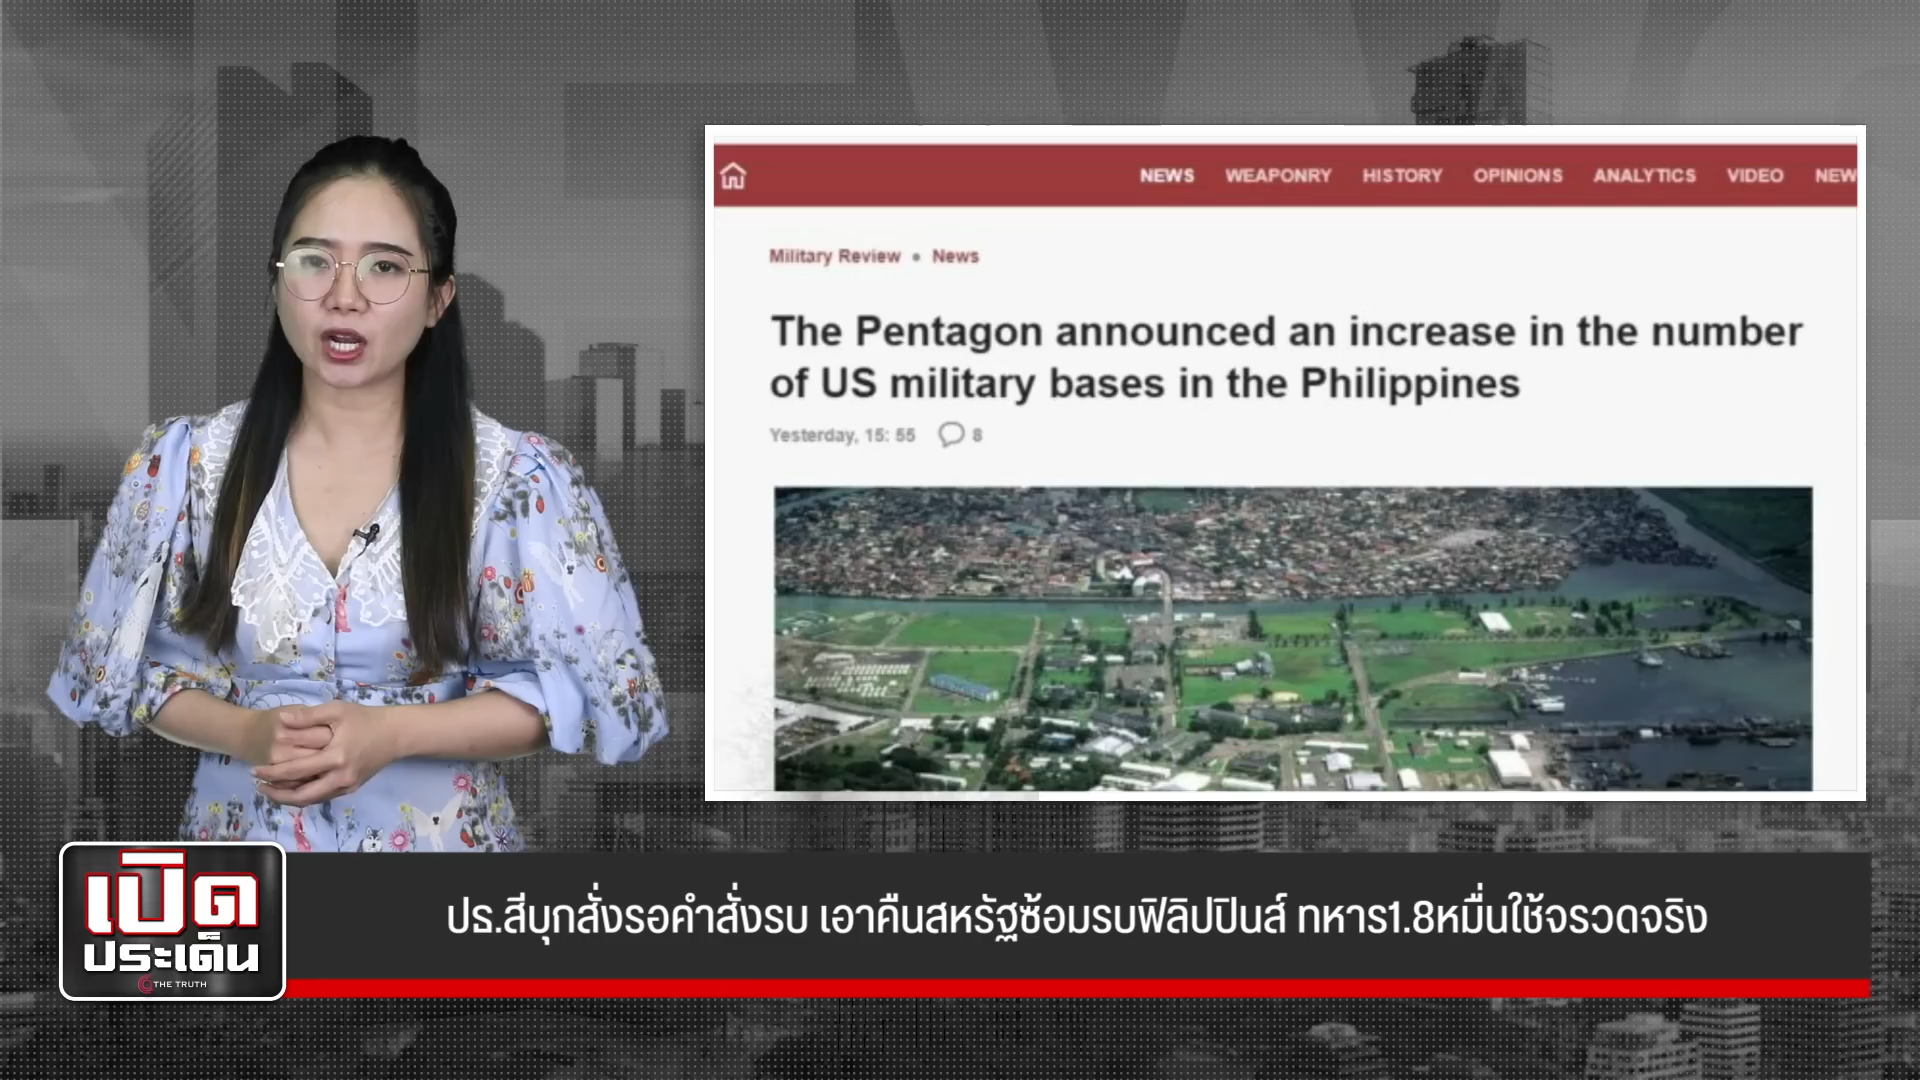 NEWS WEAPONRY HISTORY OPINIONS ANALYTICS VIDEO NEW
Military Review • News
The Pentagon announced an increase in the number
of US military bases in the Philippines
Yesterday, 15: 55 8
เปิด
ประเด็น
THE TRUTH
ปธ.สีบุกสั่งรอคำสั่งรบ เอาคืนสหรัฐซ้อมรบฟิลิปปินส์ ทหาร1.8หมื่นใช้จรวดจริง